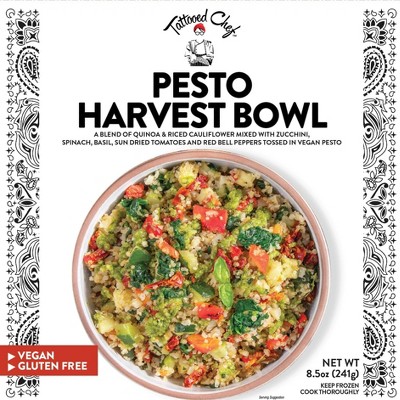 Tattooed Chef
PESTO
HARVEST BOWL
A BLEND OF QUINOA & RICED CAULIFLOWER MIXED WITH ZUCCHINI,
SPINACH, BASIL, SUN DRIED TOMATOES AND RED BELL PEPPERS TOSSED IN VEGAN PESTO
VEGAN
GLUTEN FREE
NET WT
8.5oz (241g)
KEEP FROZEN
COOK THOROUGHLY
Serving Suggestion